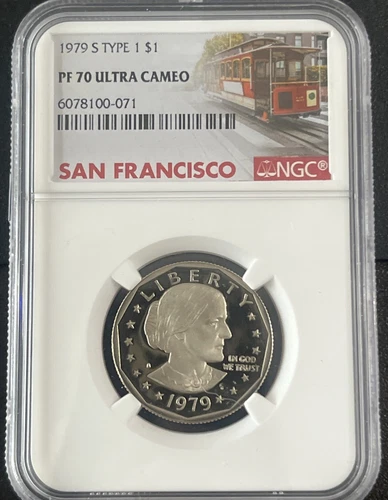 1979 S TYPE 1 $1
PF 70 ULTRA CAMEO
6078100-071
SAN FRANCISCO NGC®
LIBERTY
IN GOD
WE TRUST
1979